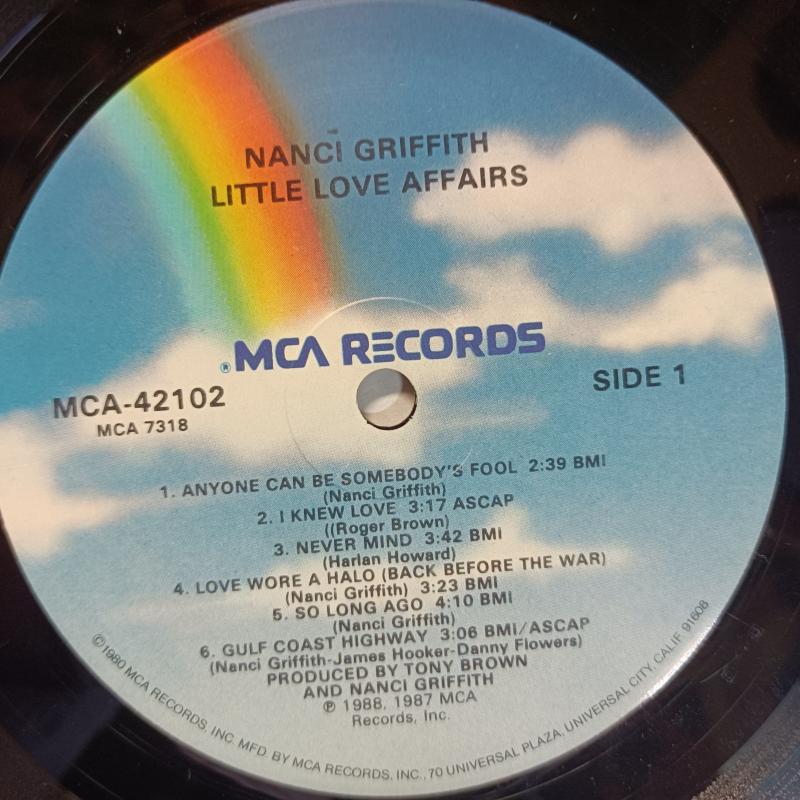 NANCI GRIFFITH
LITTLE LOVE AFFAIRS
® MCA RECORDS
MCA-42102
MCA 7318
SIDE 1
1. ANYONE CAN BE SOMEBODY'S FOOL 2:39 BMI
(Nanci Griffith)
2. I KNEW LOVE 3:17 ASCAP
((Roger Brown)
3. NEVER MIND 3:42 BMI
(Harlan Howard)
4. LOVE WORE A HALO (BACK BEFORE THE WAR)
(Nanci Griffith) 3:23 BMI
5. SO LONG AGO 4:10 BMI
(Nanci Griffith)
6. GULF COAST HIGHWAY 3:06 BMI/ASCAP
(Nanci Griffith-James Hooker-Danny Flowers)
PRODUCED BY TONY BROWN
AND NANCI GRIFFITH
℗ 1988, 1987 MCA
Records, Inc.
©1980 MCA RECORDS, INC. MFD. BY MCA RECORDS, INC., 70 UNIVERSAL PLAZA, UNIVERSAL CITY, CALIF. 91608